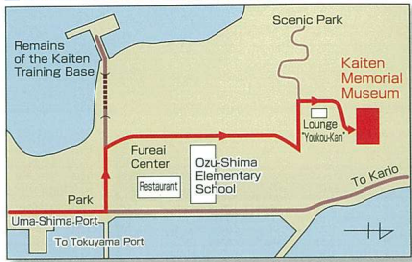 Scenic Park
Remains
of the Kaiten
Training Base
Kaiten
Memorial
Museum
Lounge
"Youkou-Kan"
Fureai
Center
Restaurant
Ozu-Shima
Elementary
School
To Kario
Park
Uma-Shima Port
To Tokuyama Port